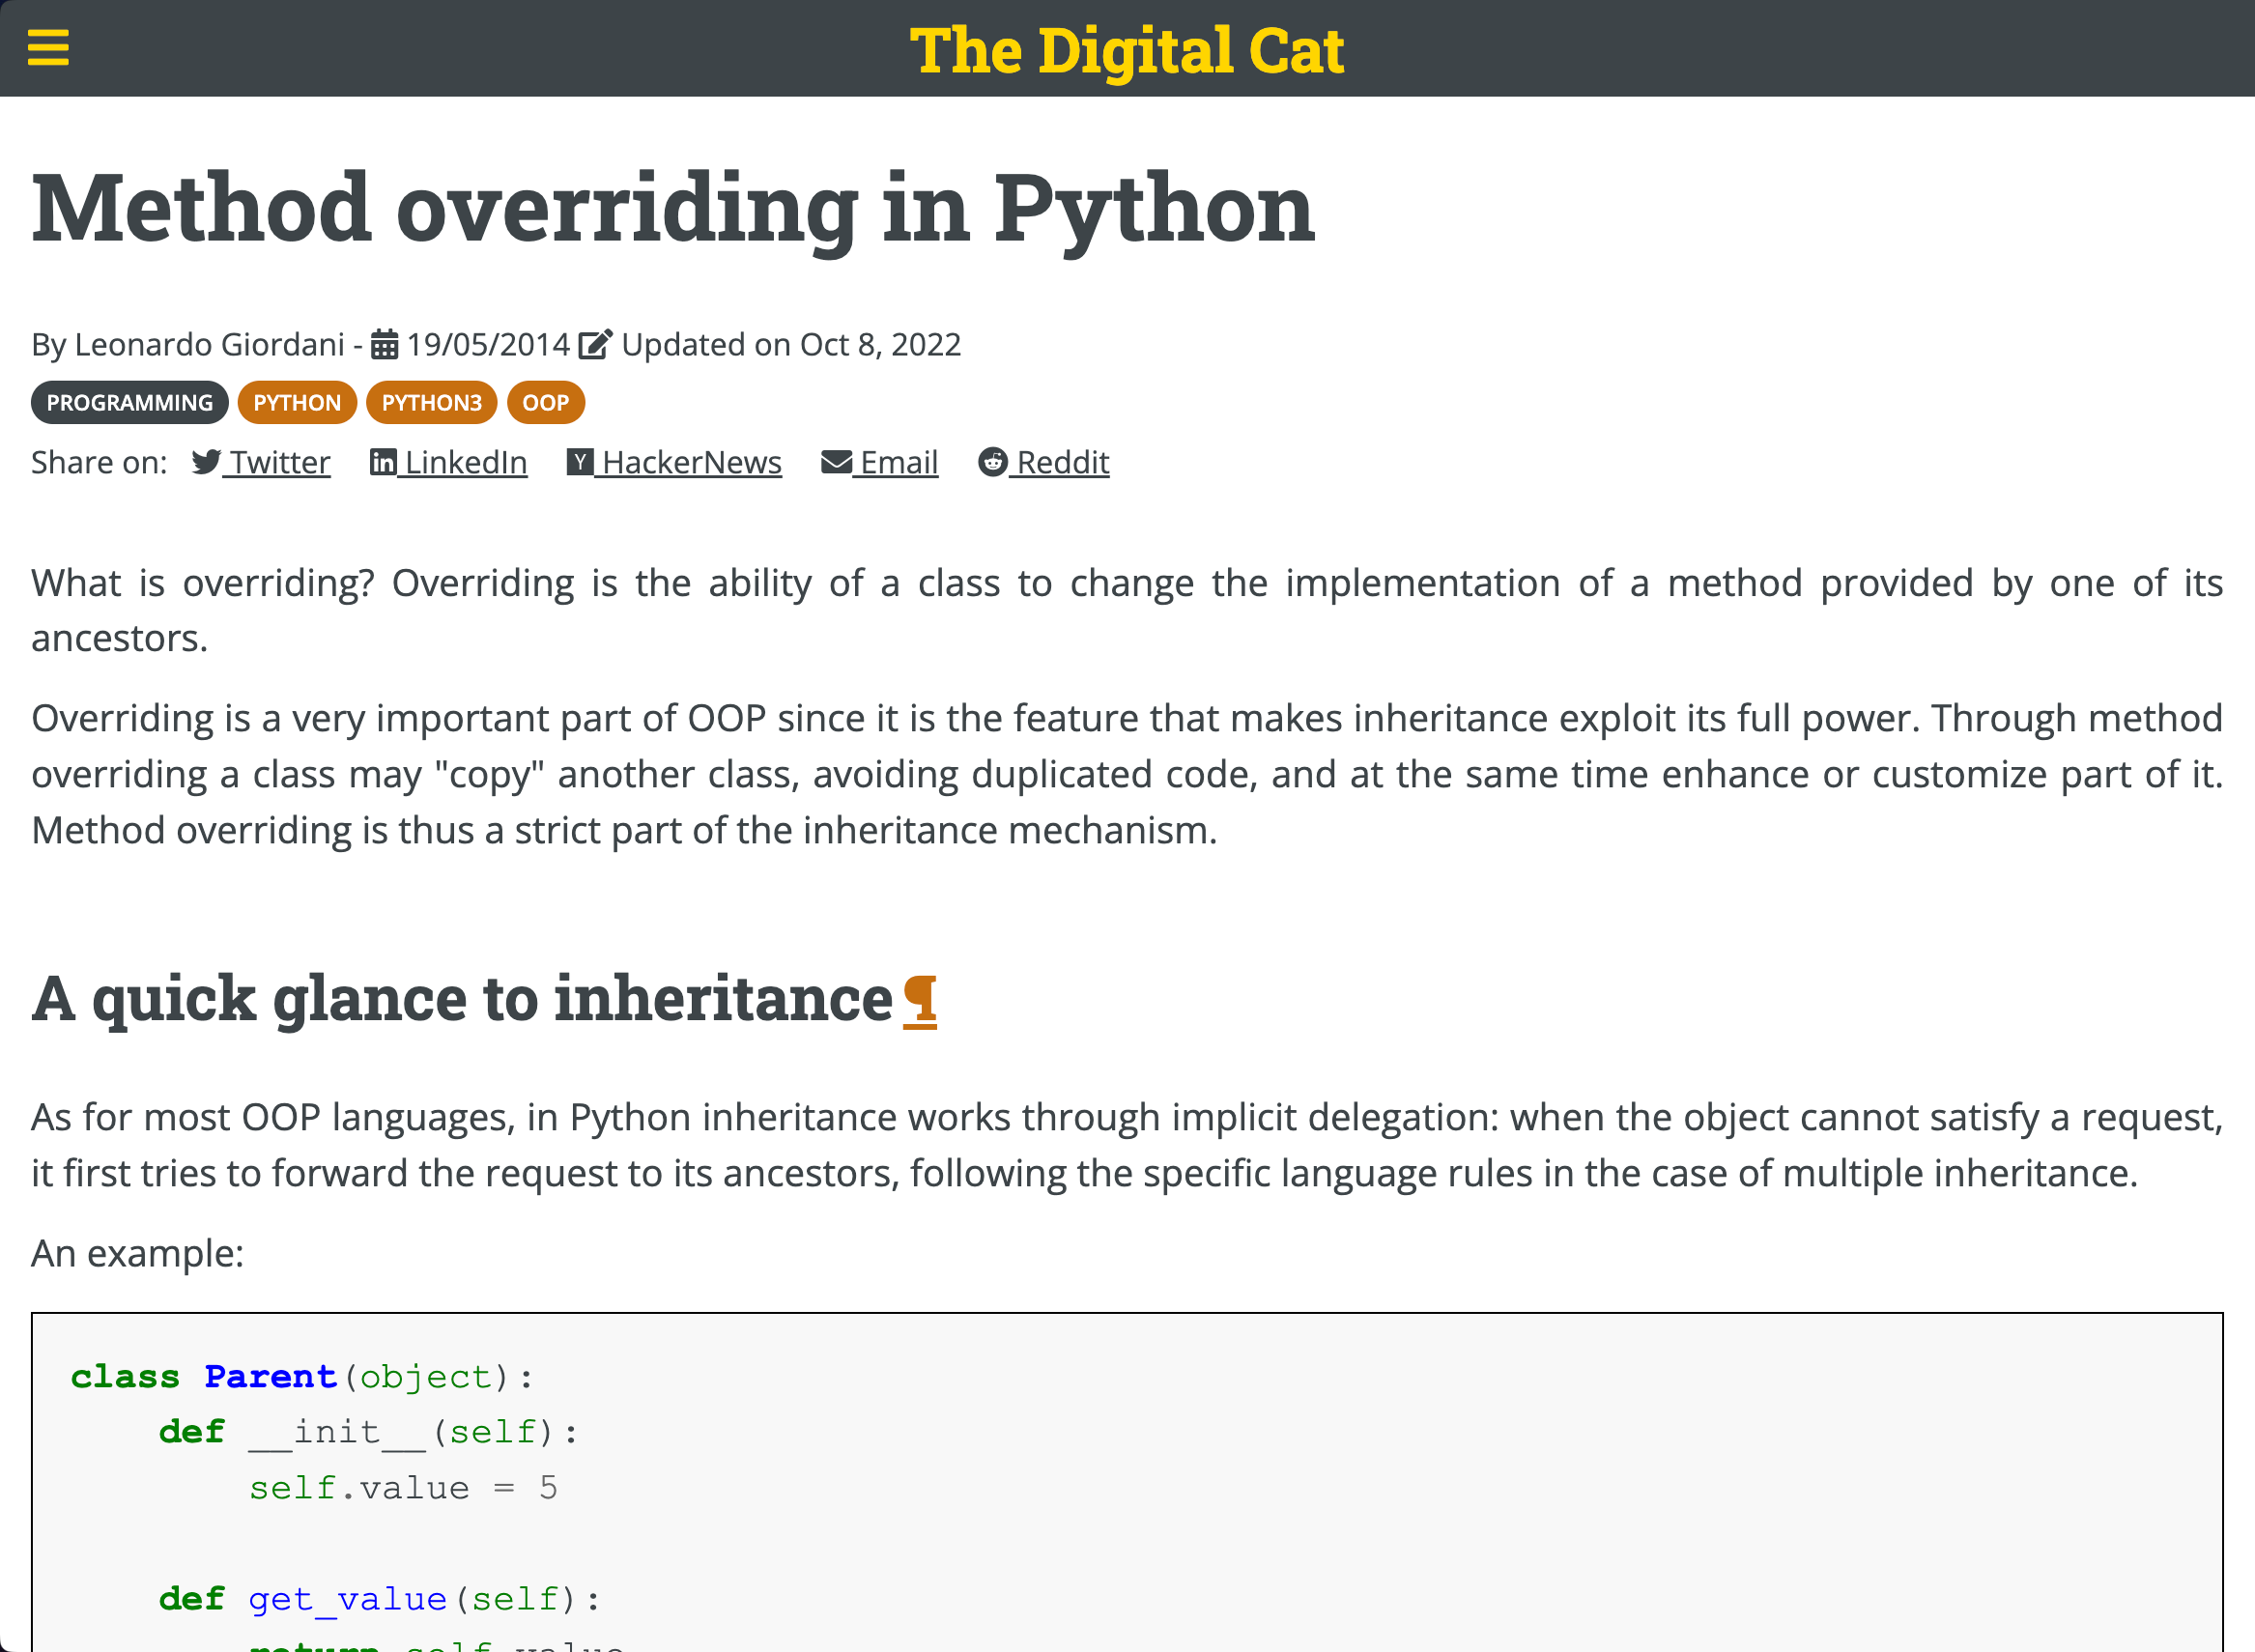 The Digital Cat
Method overriding in Python
By Leonardo Giordani - 19/05/2014 Updated on Oct 8, 2022
PROGRAMMING PYTHON PYTHON3 OOP
Share on: Twitter LinkedIn HackerNews Email Reddit
What is overriding? Overriding is the ability of a class to change the implementation of a method provided by one of its
ancestors.
Overriding is a very important part of OOP since it is the feature that makes inheritance exploit its full power. Through method
overriding a class may "copy" another class, avoiding duplicated code, and at the same time enhance or customize part of it.
Method overriding is thus a strict part of the inheritance mechanism.
A quick glance to inheritance ¶
As for most OOP languages, in Python inheritance works through implicit delegation: when the object cannot satisfy a request,
it first tries to forward the request to its ancestors, following the specific language rules in the case of multiple inheritance.
An example:
class Parent(object):
    def __init__(self):
        self.value = 5
    def get_value(self):
        return self.value